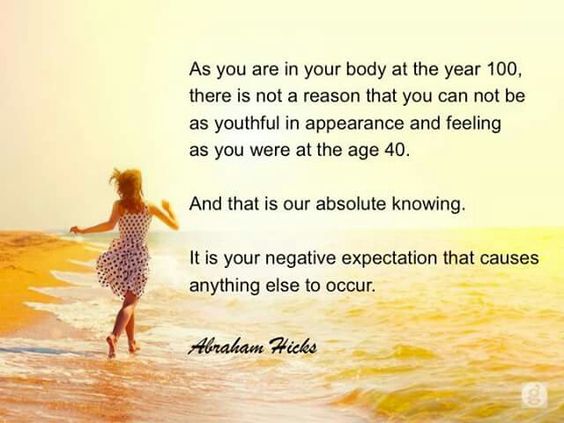 As you are in your body at the year 100,
there is not a reason that you can not be
as youthful in appearance and feeling
as you were at the age 40.
And that is our absolute knowing.
It is your negative expectation that causes
anything else to occur.
Abraham Hicks